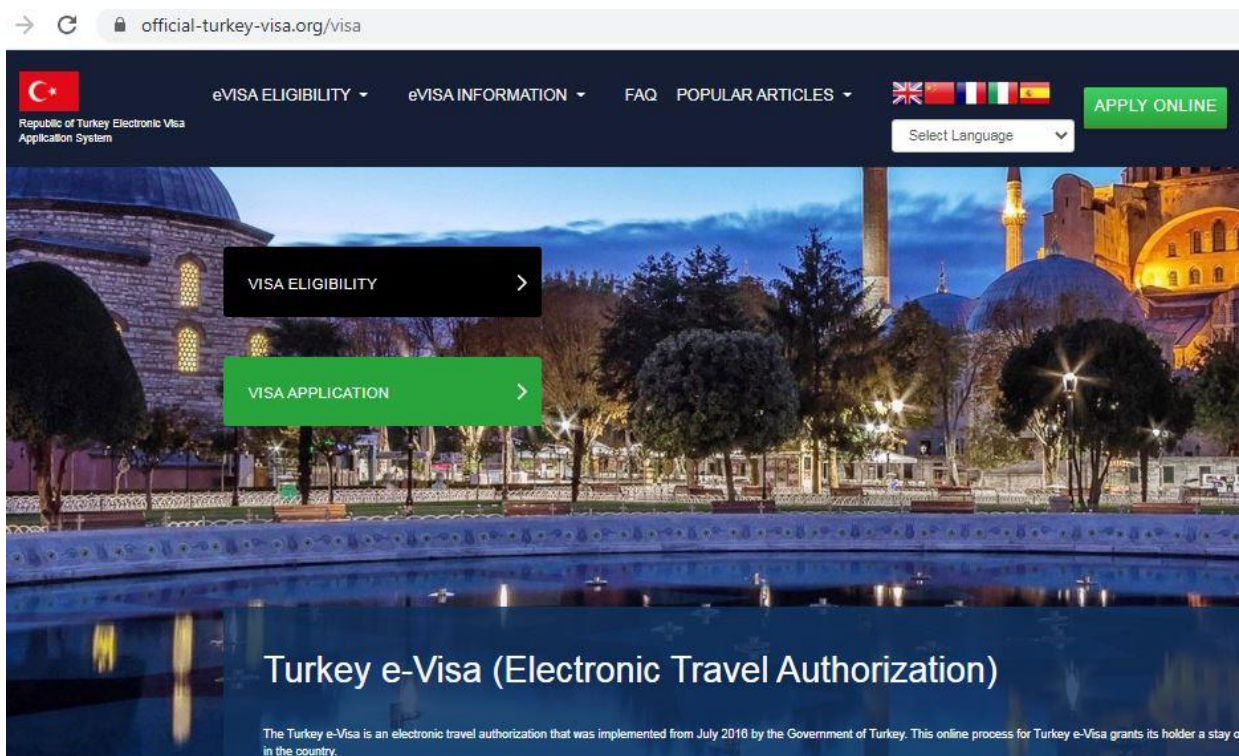 official-turkey-visa.org/visa
eVISA ELIGIBILITY
eVISA INFORMATION
FAQ
POPULAR ARTICLES
APPLY ONLINE
Republic of Turkey Electronic Visa
Application System
Select Language
VISA ELIGIBILITY
VISA APPLICATION
Turkey e-Visa (Electronic Travel Authorization)
The Turkey e-Visa is an electronic travel authorization that was implemented from July 2016 by the Government of Turkey. This online process for Turkey e-Visa grants its holder a stay o
in the country.